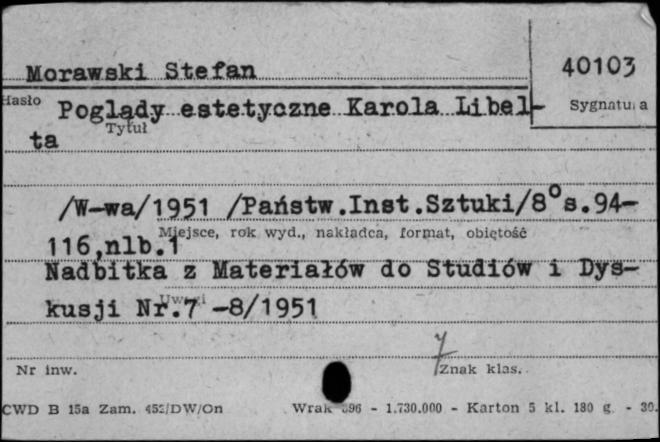 Morawski Stefan
40103
Hasło
Poglądy estetyczne Karola Libel-
Sygnatura
Tytuł
ta
/W-wa/1951 /Państw.Inst.Sztuki/8° s.94-
Miejsce, rok wyd., nakładca, format, objętość
116,nlb.1
Nadbitka z Materiałów do Studiów i Dys-
Uwagi
kusji Nr.7 -8/1951
7
Nr inw.
Znak klas.
CWD B 15a Zam. /DW/On Wrak 396 - 1.730.000 - Karton 5 kl. 180 g. - 30.